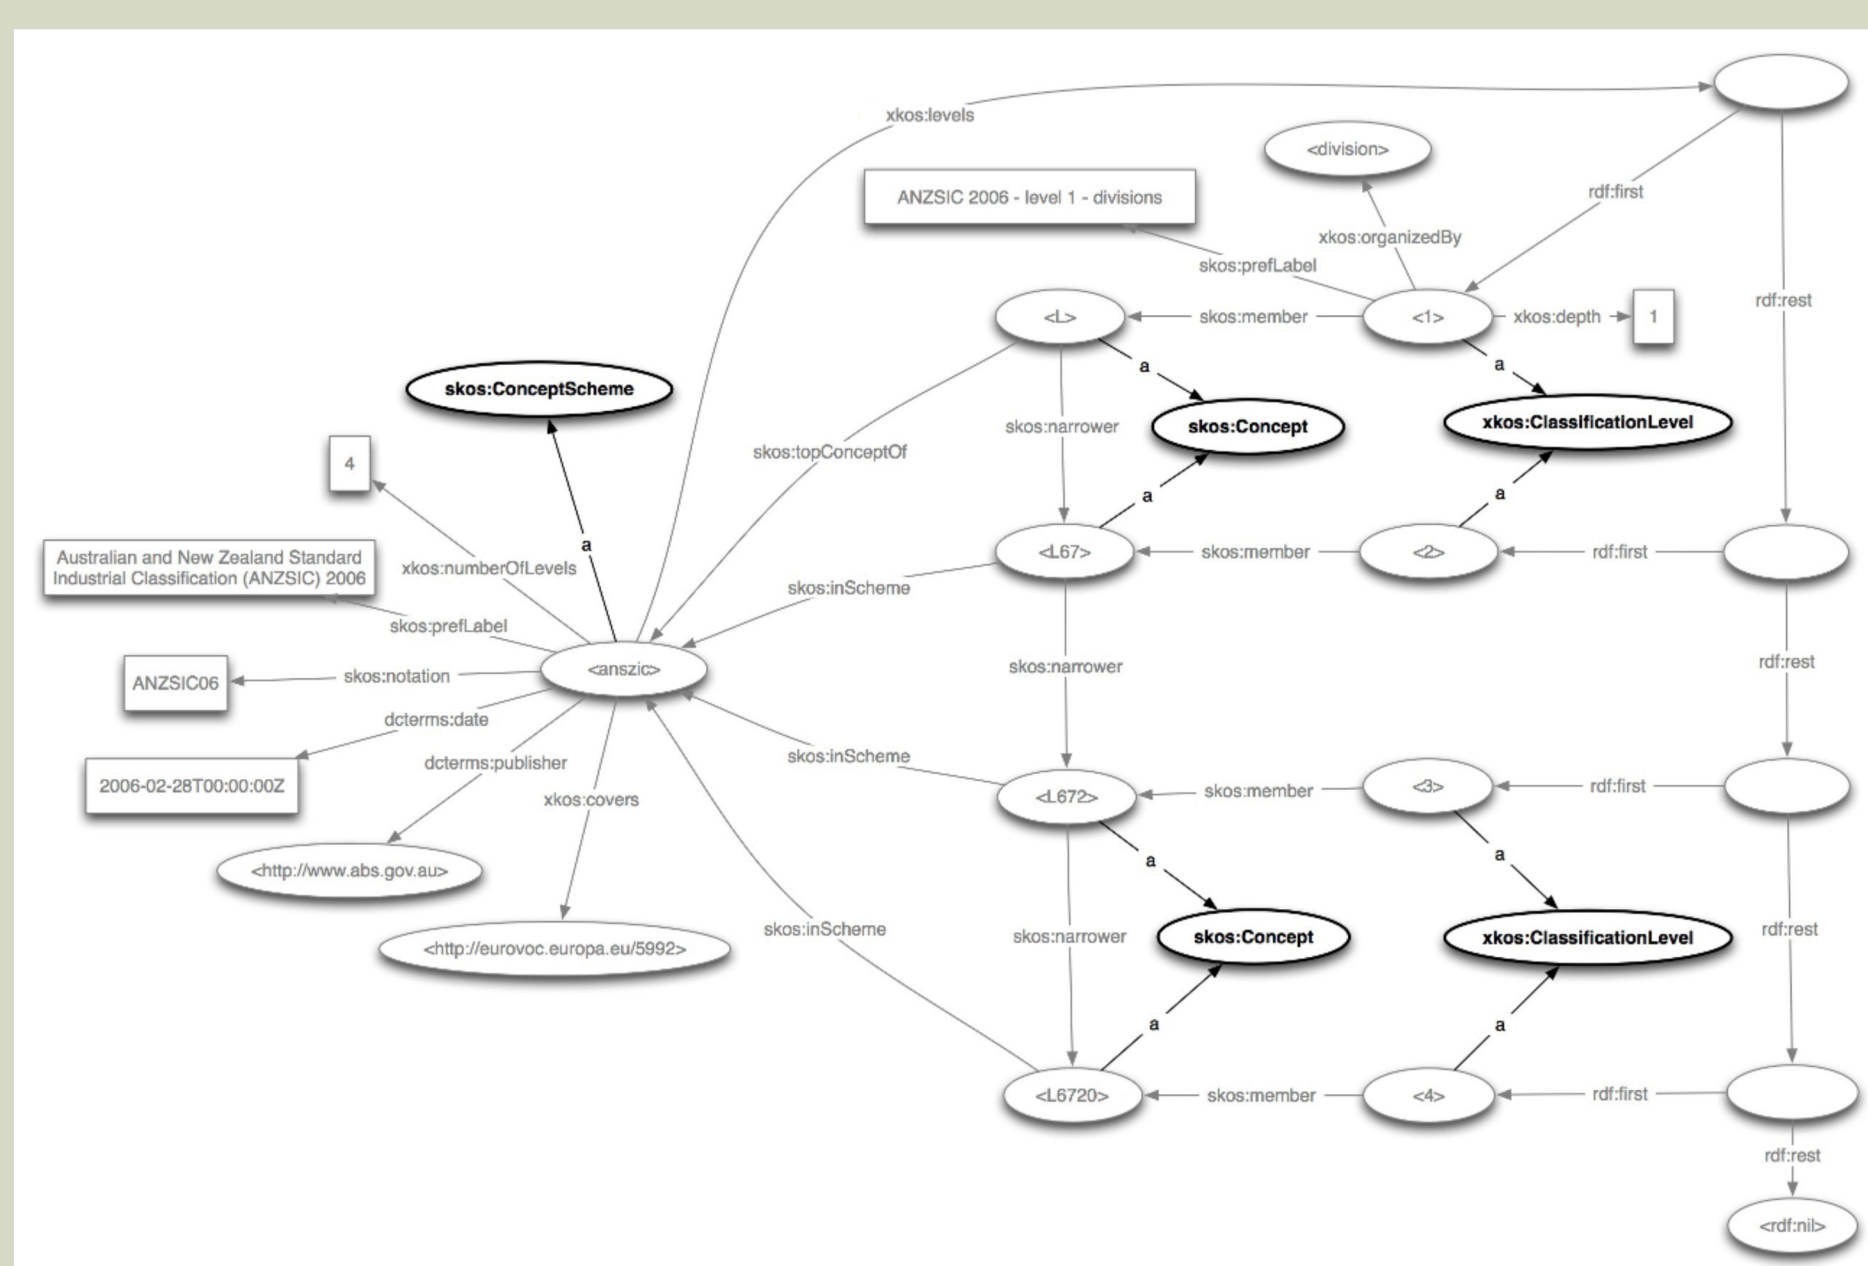 xkos:levels
<division>
ANZSIC 2006 - level 1 - divisions
rdf:first
xkos:organizedBy
skos:prefLabel
rdf:rest
<L>
skos:member
<1>
xkos:depth
1
a
a
skos:ConceptScheme
skos:narrower
skos:Concept
xkos:ClassificationLevel
skos:topConceptOf
4
a
a
a
<L67>
skos:member
<2>
rdf:first
Australian and New Zealand Standard
Industrial Classification (ANZSIC) 2006
xkos:numberOfLevels
skos:inScheme
skos:prefLabel
<anszic>
skos:narrower
rdf:rest
ANZSIC06
skos:notation
dcterms:date
dcterms:publisher
skos:inScheme
2006-02-28T00:00:00Z
xkos:covers
<L672>
skos:member
<3>
rdf:first
a
a
<http://www.abs.gov.au>
skos:inScheme
skos:narrower
skos:Concept
xkos:ClassificationLevel
rdf:rest
<http://eurovoc.europa.eu/5992>
a
a
<L6720>
skos:member
<4>
rdf:first
rdf:rest
<rdf:nil>